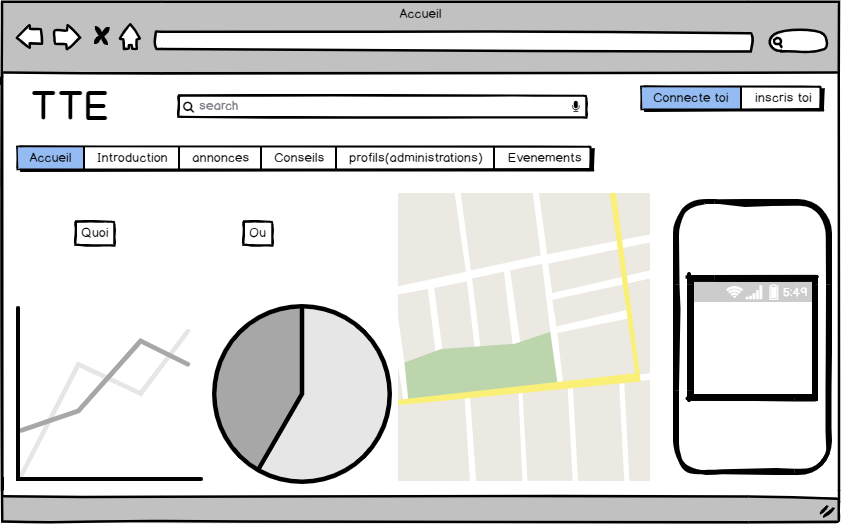 Accueil
TTE
search
Connecte toi
inscris toi
Accueil
Introduction
annonces
Conseils
profils(administrations)
Evenements
Quoi
Ou
5:49